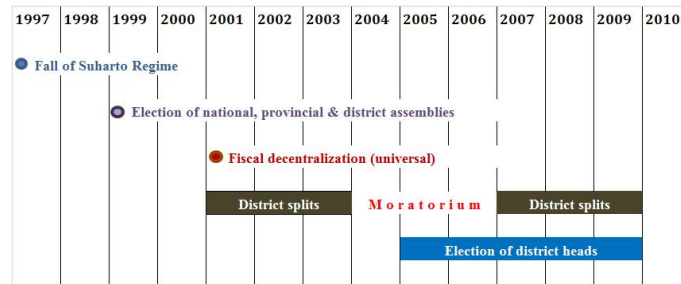 1997 1998 1999 2000 2001 2002 2003 2004 2005 2006 2007 2008 2009 2010
Fall of Suharto Regime
Election of national, provincial & district assemblies
Fiscal decentralization (universal)
District splits Moratorium District splits
Election of district heads